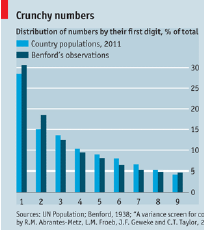 Crunchy numbers
Distribution of numbers by their first digit, % of total
Country populations, 2011
Benford's observations
30
25
20
15
10
5
0
1 2 3 4 5 6 7 8 9
Sources: UN Population; Benford, 1938; "A variance screen for co
by R.M. Abrantes-Metz, L.M. Froeb, J.F. Geweke and C.T. Taylor, 2